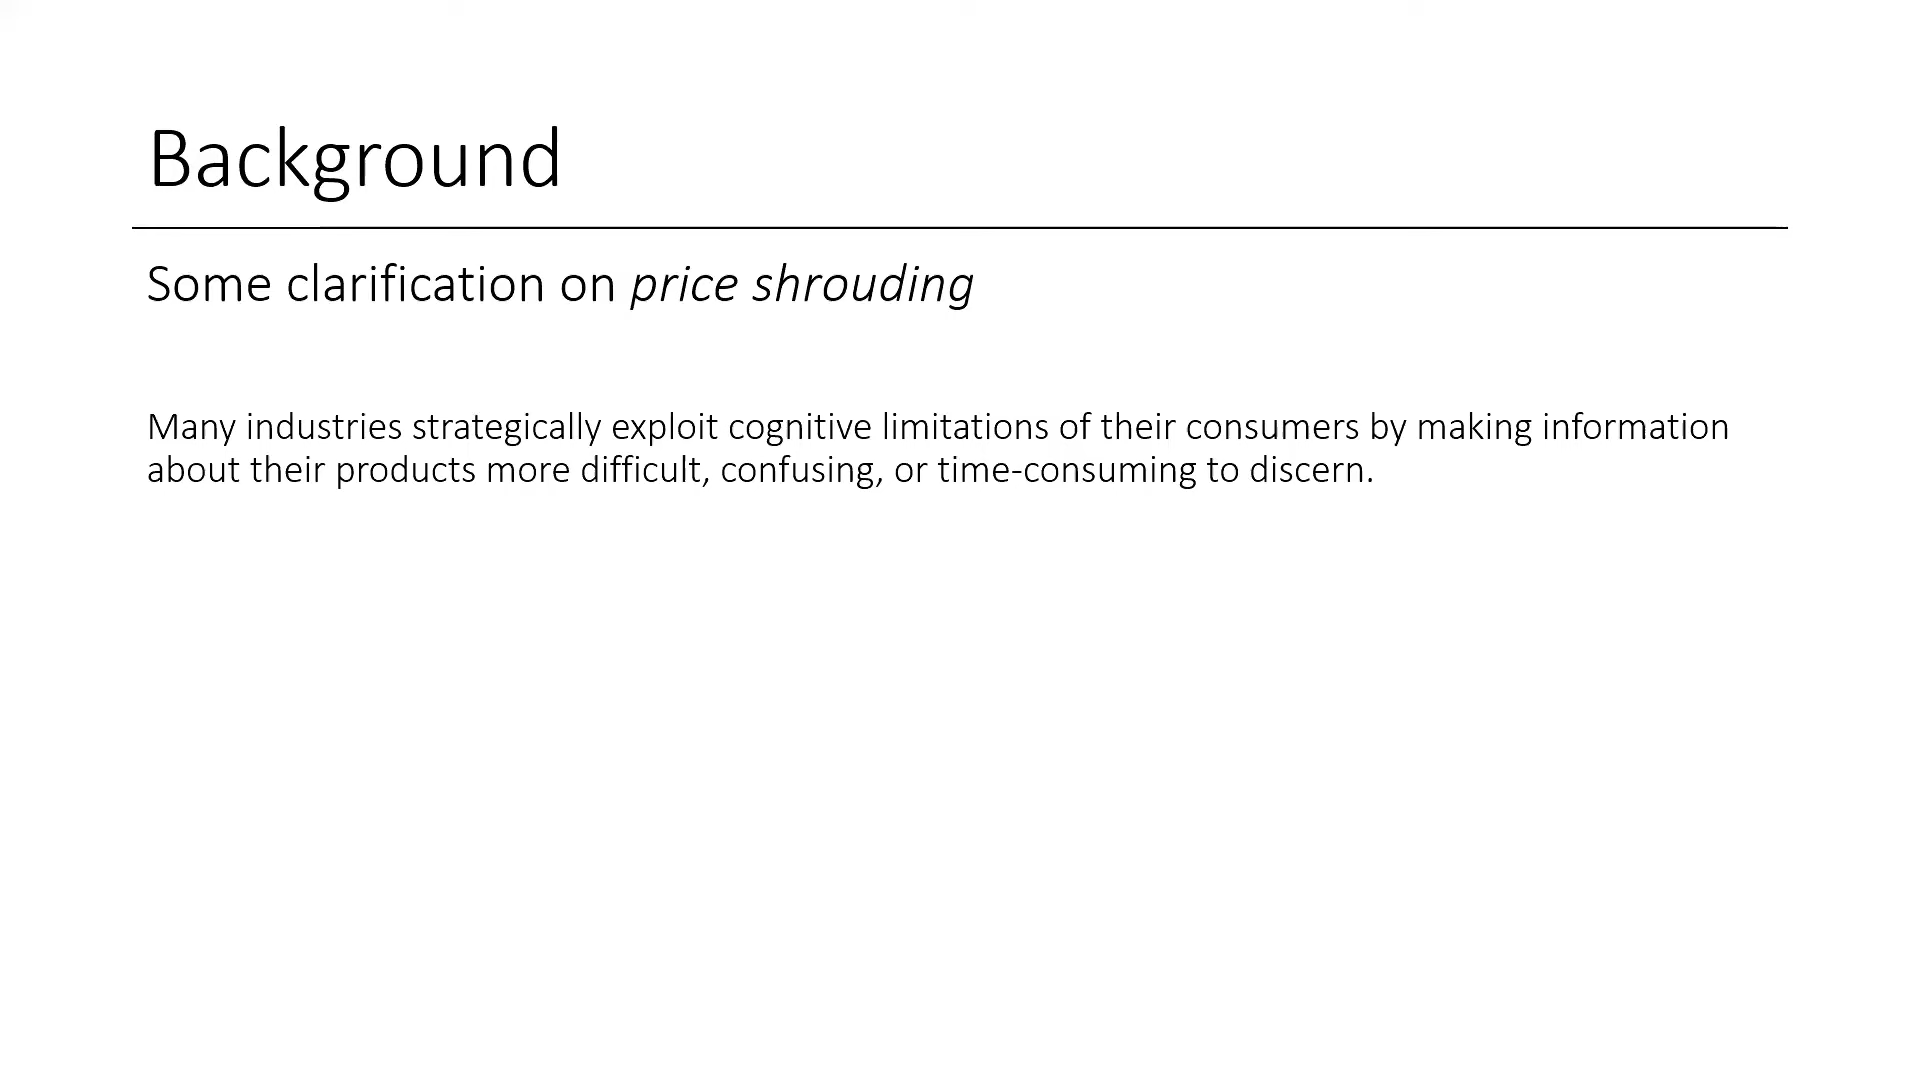 Background
Some clarification on price shrouding
Many industries strategically exploit cognitive limitations of their consumers by making information
about their products more difficult, confusing, or time-consuming to discern.